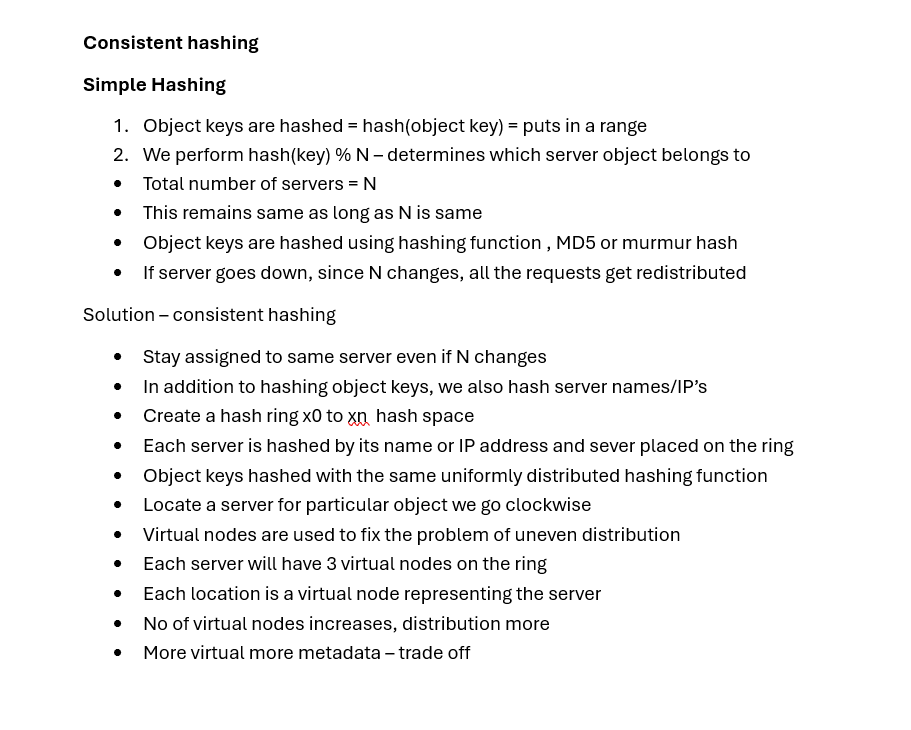 Consistent hashing
Simple Hashing
1. Object keys are hashed = hash(object key) = puts in a range
2. We perform hash(key) % N – determines which server object belongs to
• Total number of servers = N
• This remains same as long as N is same
• Object keys are hashed using hashing function , MD5 or murmur hash
• If server goes down, since N changes, all the requests get redistributed
Solution – consistent hashing
• Stay assigned to same server even if N changes
• In addition to hashing object keys, we also hash server names/IP’s
• Create a hash ring x0 to xn  hash space
• Each server is hashed by its name or IP address and sever placed on the ring
• Object keys hashed with the same uniformly distributed hashing function
• Locate a server for particular object we go clockwise
• Virtual nodes are used to fix the problem of uneven distribution
• Each server will have 3 virtual nodes on the ring
• Each location is a virtual node representing the server
• No of virtual nodes increases, distribution more
• More virtual more metadata – trade off